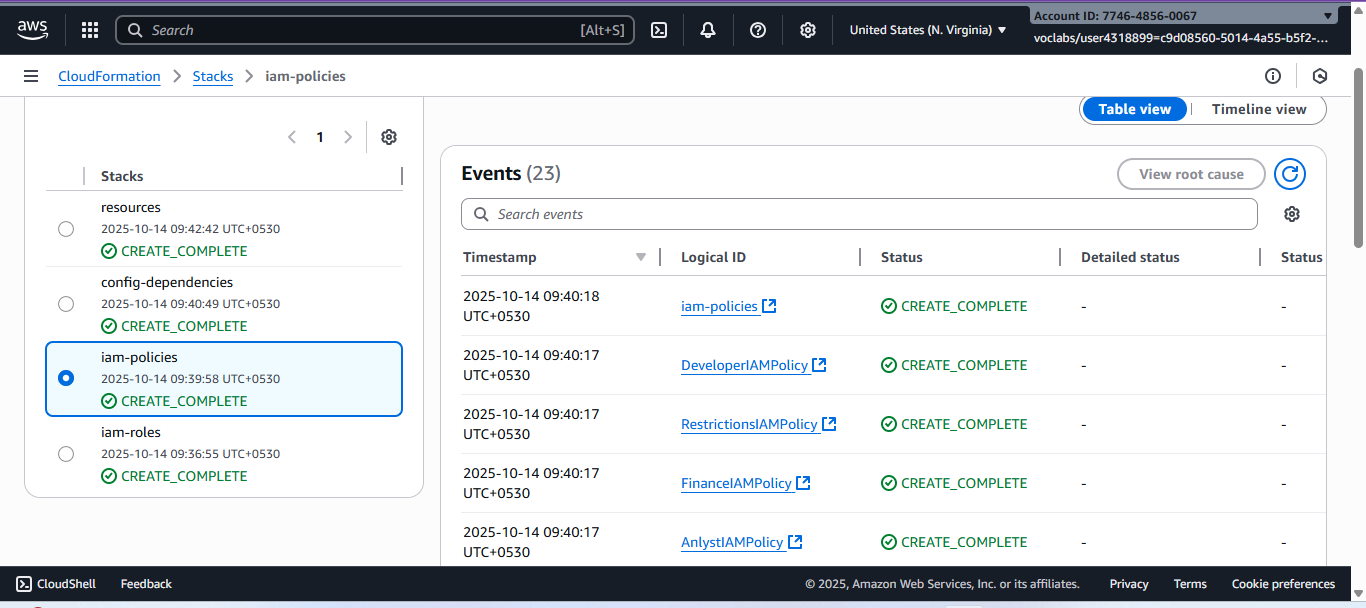 aws
Search
[Alt+S]
United States (N. Virginia)
Account ID: 7746-4856-0067
voclabs/user4318899=c9d08560-5014-4a55-b5f2-...
CloudFormation
Stacks
iam-policies
1
Stacks
resources
2025-10-14 09:42:42 UTC+0530
CREATE_COMPLETE
config-dependencies
2025-10-14 09:40:49 UTC+0530
CREATE_COMPLETE
iam-policies
2025-10-14 09:39:58 UTC+0530
CREATE_COMPLETE
iam-roles
2025-10-14 09:36:55 UTC+0530
CREATE_COMPLETE
Table view
Timeline view
Events (23)
View root cause
Search events
Timestamp Logical ID Status Detailed status Status
2025-10-14 09:40:18
UTC+0530
iam-policies
CREATE_COMPLETE
-
-
2025-10-14 09:40:17
UTC+0530
DeveloperIAMPolicy
CREATE_COMPLETE
-
-
2025-10-14 09:40:17
UTC+0530
RestrictionsIAMPolicy
CREATE_COMPLETE
-
-
2025-10-14 09:40:17
UTC+0530
FinanceIAMPolicy
CREATE_COMPLETE
-
-
2025-10-14 09:40:17
UTC+0530
AnlystIAMPolicy
CREATE_COMPLETE
-
-
CloudShell
Feedback
© 2025, Amazon Web Services, Inc. or its affiliates.
Privacy
Terms
Cookie preferences